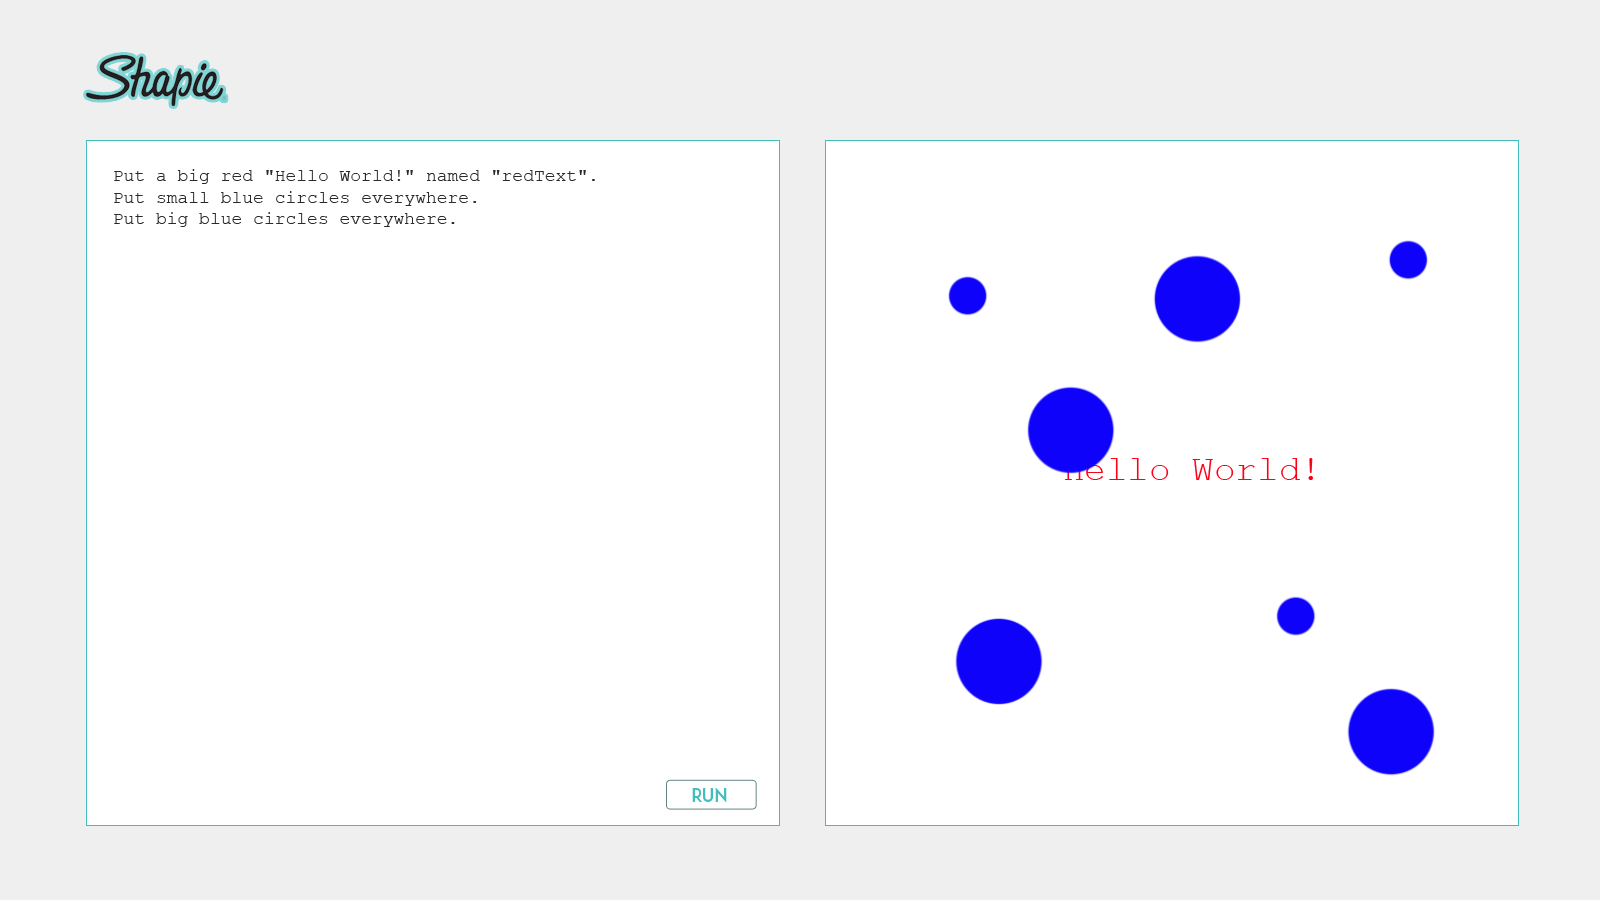 Shapie
Put a big red "Hello World!" named "redText".
Put small blue circles everywhere.
Put big blue circles everywhere.
RUN
Hello World!